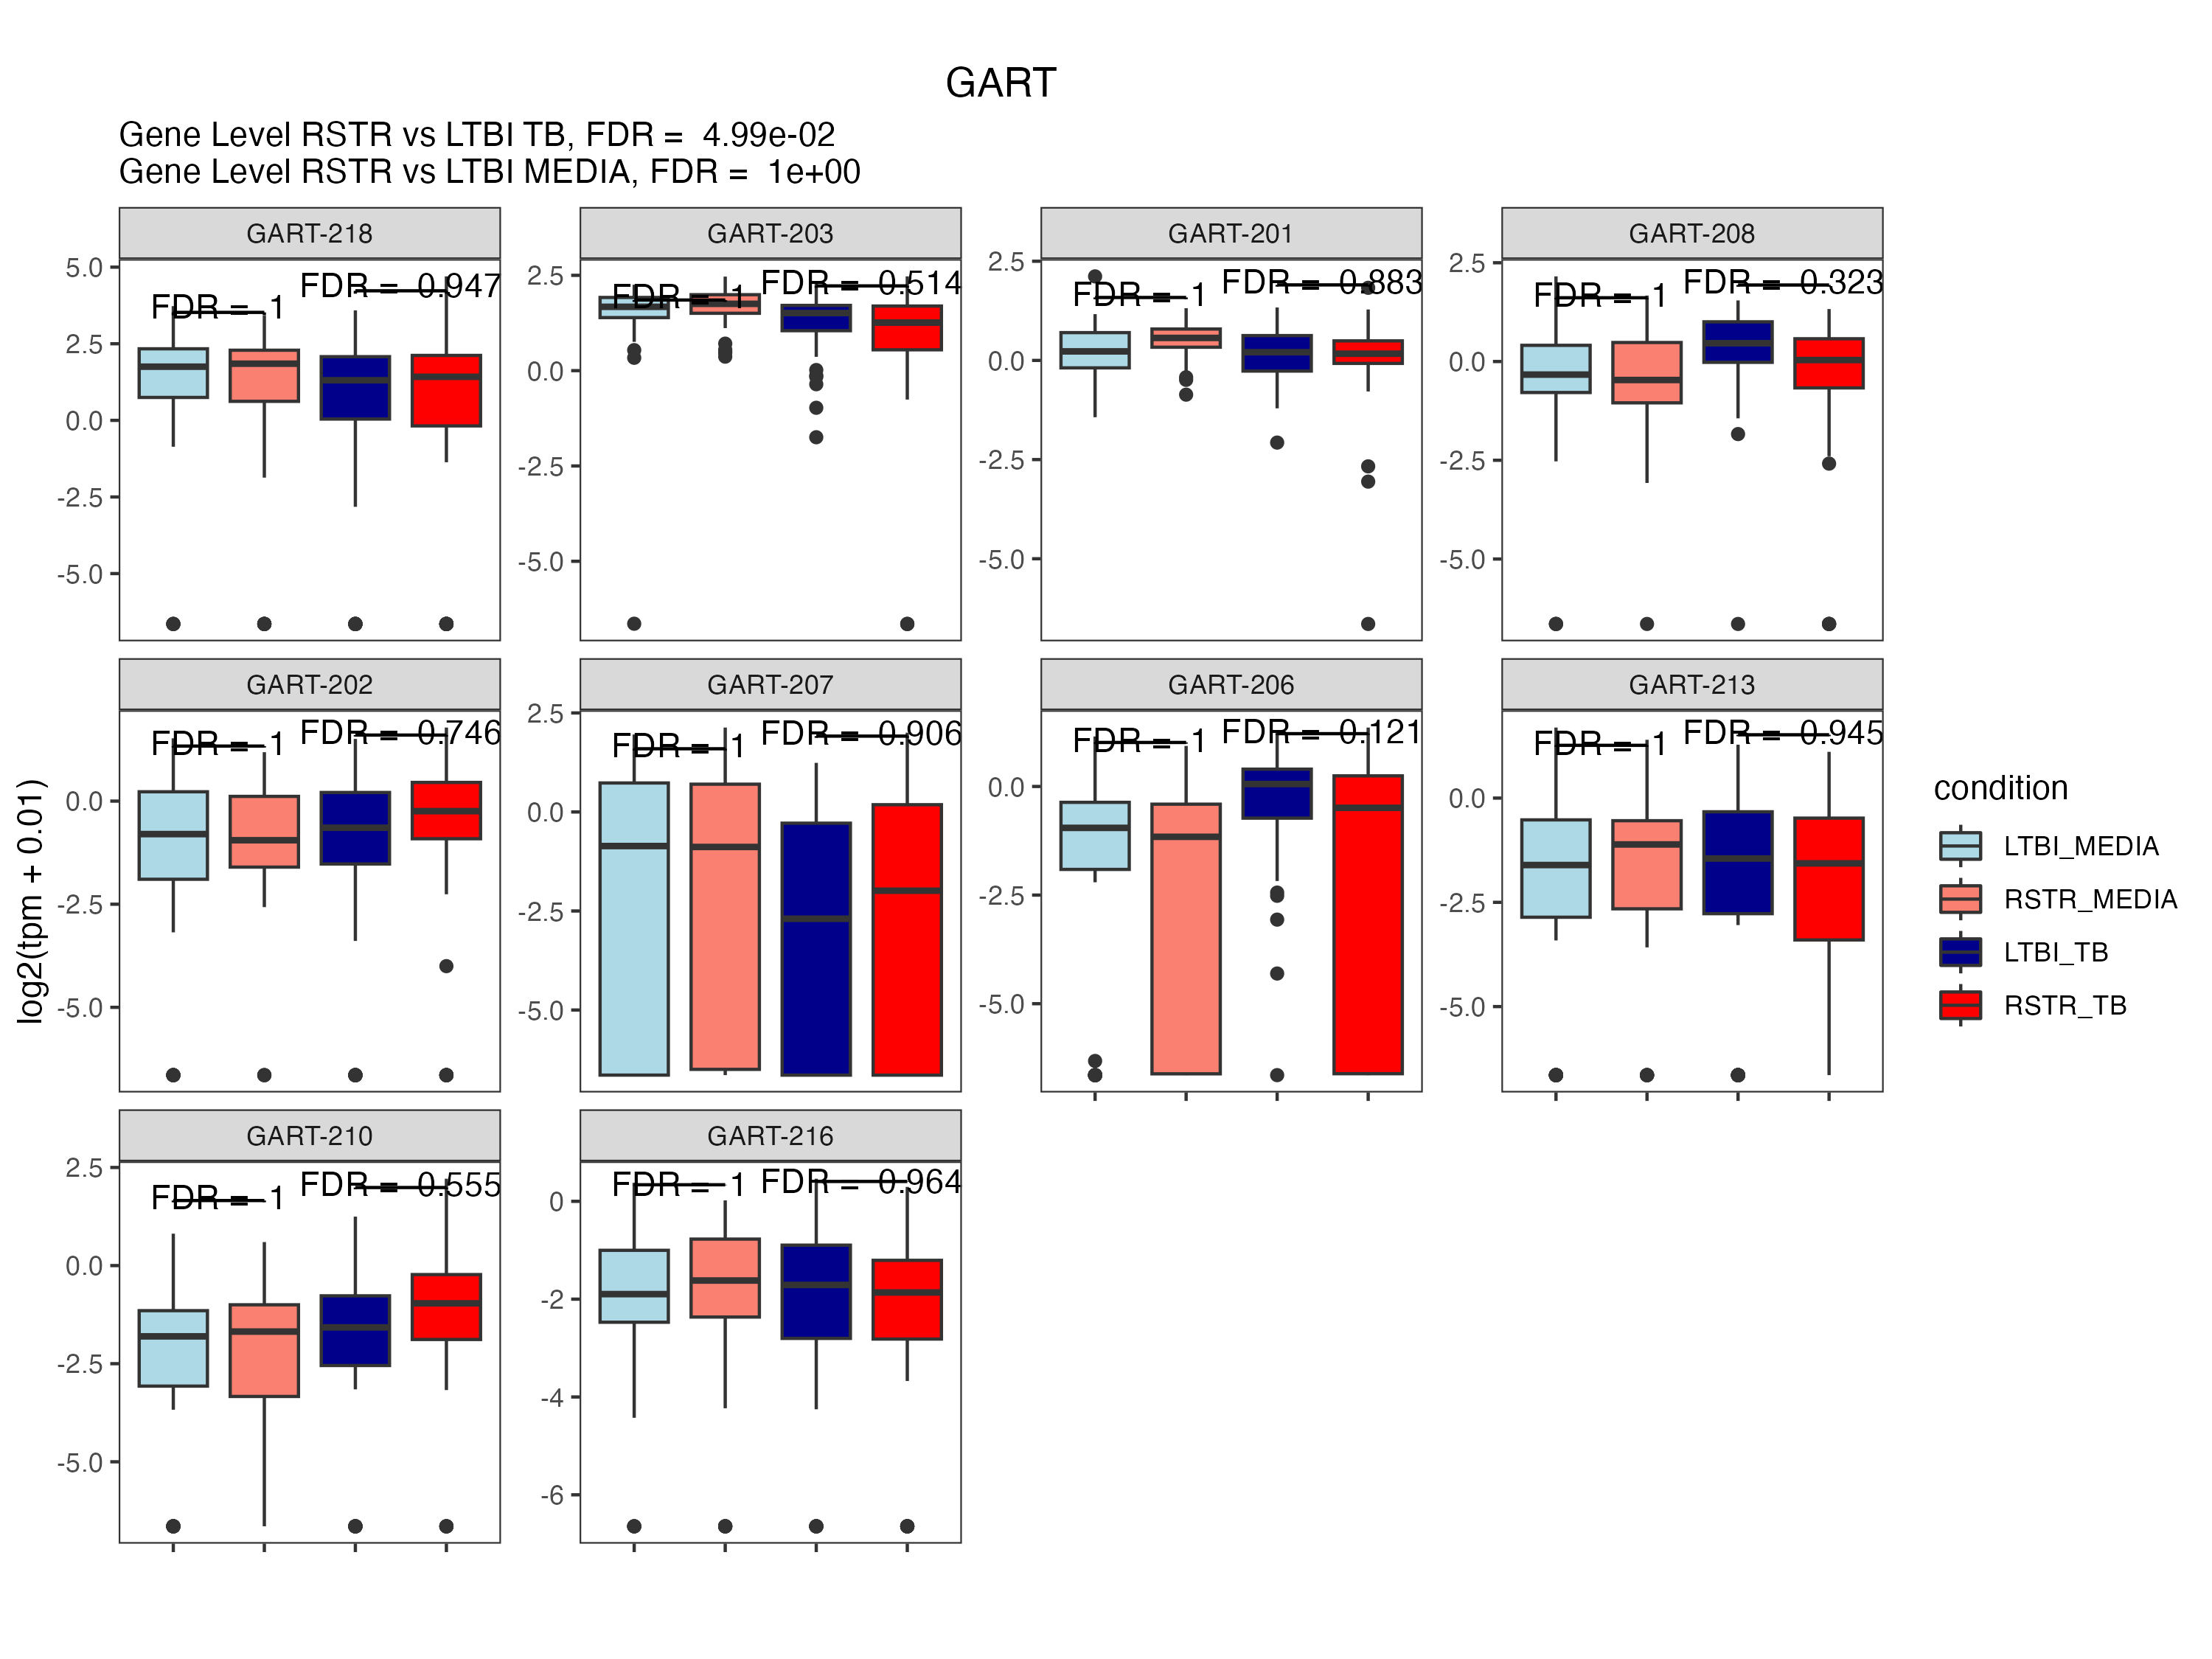 GART
Gene Level RSTR vs LTBI TB, FDR =  4.99e-02
Gene Level RSTR vs LTBI MEDIA, FDR =  1e+00
GART-218
5.0
2.5
0.0
-2.5
-5.0
FDR = 1
FDR = 0.947
GART-203
2.5
0.0
-2.5
-5.0
FDR = 1
FDR = 0.514
GART-201
2.5
0.0
-2.5
-5.0
FDR = 1
FDR = 0.883
GART-208
2.5
0.0
-2.5
-5.0
FDR = 1
FDR = 0.323
log2(tpm + 0.01)
GART-202
0.0
-2.5
-5.0
FDR = 1
FDR = 0.746
GART-207
2.5
0.0
-2.5
-5.0
FDR = 1
FDR = 0.906
GART-206
0.0
-2.5
-5.0
FDR = 1
FDR = 0.121
GART-213
0.0
-2.5
-5.0
FDR = 1
FDR = 0.945
GART-210
2.5
0.0
-2.5
-5.0
FDR = 1
FDR = 0.555
GART-216
0
-2
-4
-6
FDR = 1
FDR = 0.964
condition
LTBI_MEDIA
RSTR_MEDIA
LTBI_TB
RSTR_TB